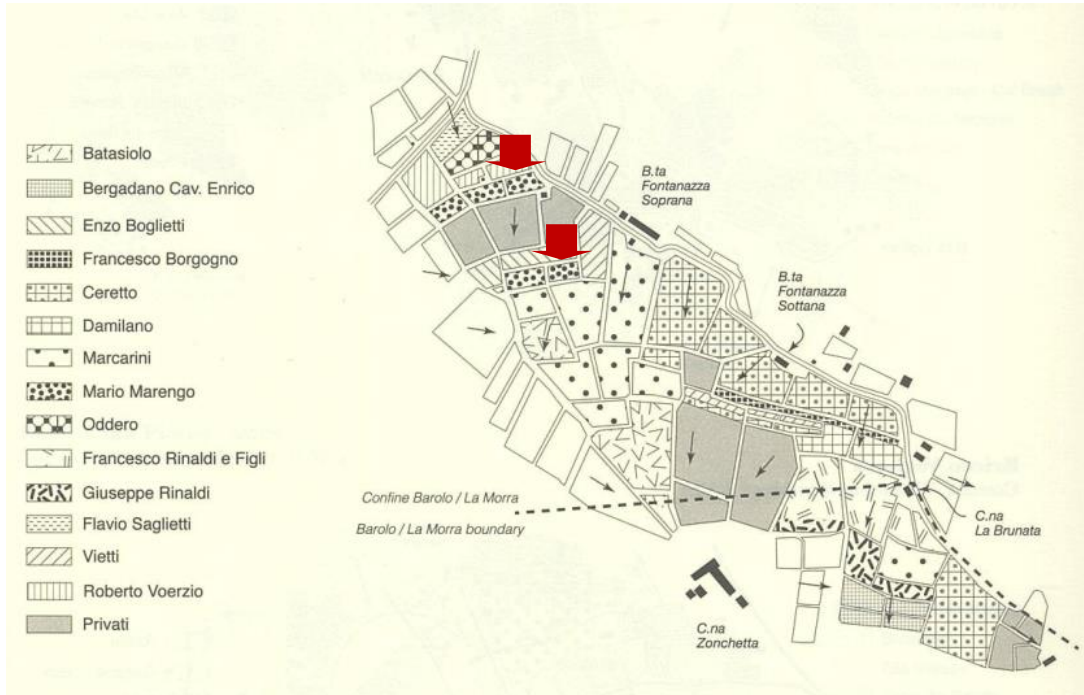 Batasiolo
Bergadano Cav. Enrico
Enzo Boglietti
Francesco Borgogno
Ceretto
Damilano
Marcarini
Mario Marengo
Oddero
Francesco Rinaldi e Figli
Giuseppe Rinaldi
Flavio Saglietti
Vietti
Roberto Voerzio
Privati
B.ta
Fontanazza
Soprana
B.ta
Fontanazza
Sottana
Confine Barolo / La Morra
Barolo / La Morra boundary
C.na
La Brunata
C.na
Zonchetta